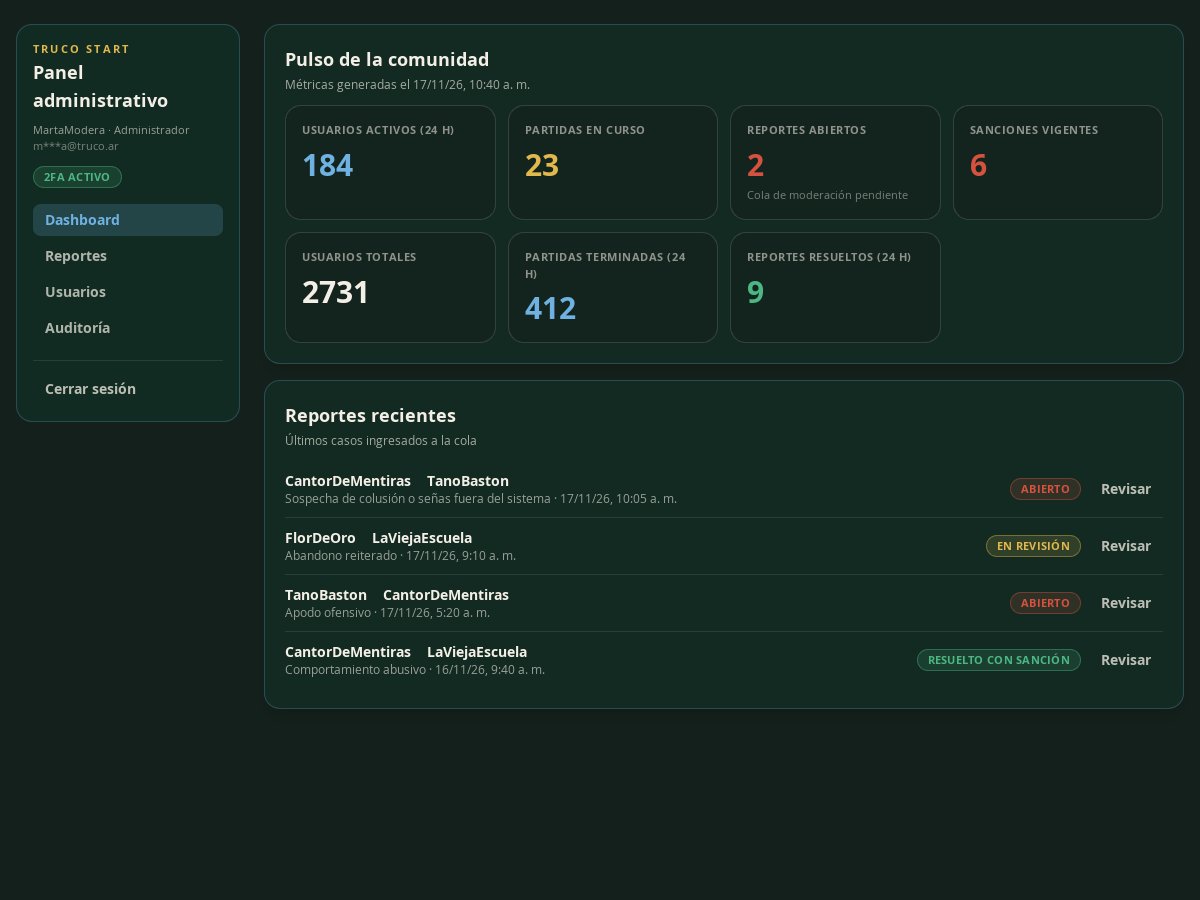 TRUCO START
Panel
administrativo
MartaModera · Administrador
m***a@truco.ar
2FA ACTIVO
Dashboard
Reportes
Usuarios
Auditoría
Cerrar sesión
Pulso de la comunidad
Métricas generadas el 17/11/26, 10:40 a. m.
USUARIOS ACTIVOS (24 H)
184
PARTIDAS EN CURSO
23
REPORTES ABIERTOS
2
Cola de moderación pendiente
SANCIONES VIGENTES
6
USUARIOS TOTALES
2731
PARTIDAS TERMINADAS (24
H)
412
REPORTES RESUELTOS (24 H)
9
Reportes recientes
Últimos casos ingresados a la cola
CantorDeMentiras TanoBaston
Sospecha de colusión o señas fuera del sistema · 17/11/26, 10:05 a. m.
ABIERTO Revisar
FlorDeOro LaViejaEscuela
Abandono reiterado · 17/11/26, 9:10 a. m.
EN REVISIÓN Revisar
TanoBaston CantorDeMentiras
Apodo ofensivo · 17/11/26, 5:20 a. m.
ABIERTO Revisar
CantorDeMentiras LaViejaEscuela
Comportamiento abusivo · 16/11/26, 9:40 a. m.
RESUELTO CON SANCIÓN Revisar